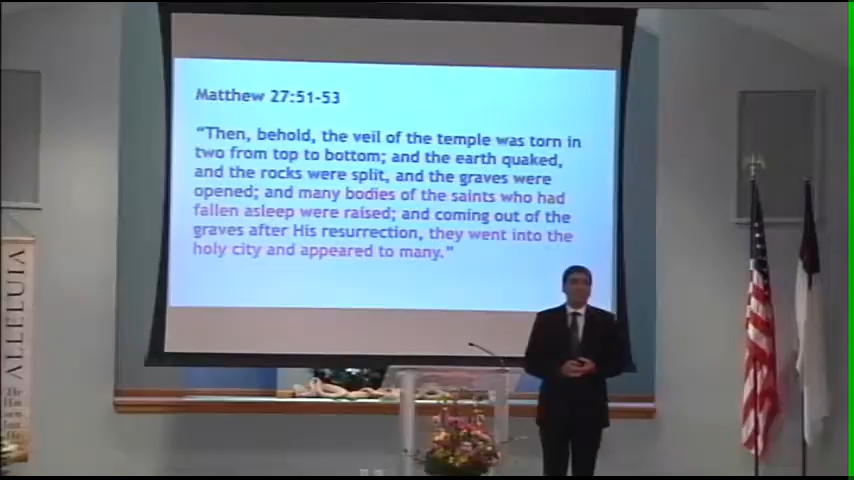 Matthew 27:51-53
“Then, behold, the veil of the temple was torn in
two from top to bottom; and the earth quaked,
and the rocks were split, and the graves were
opened; and many bodies of the saints who had
fallen asleep were raised; and coming out of the
graves after His resurrection, they went into the
holy city and appeared to many.”
ALLELUIA
He